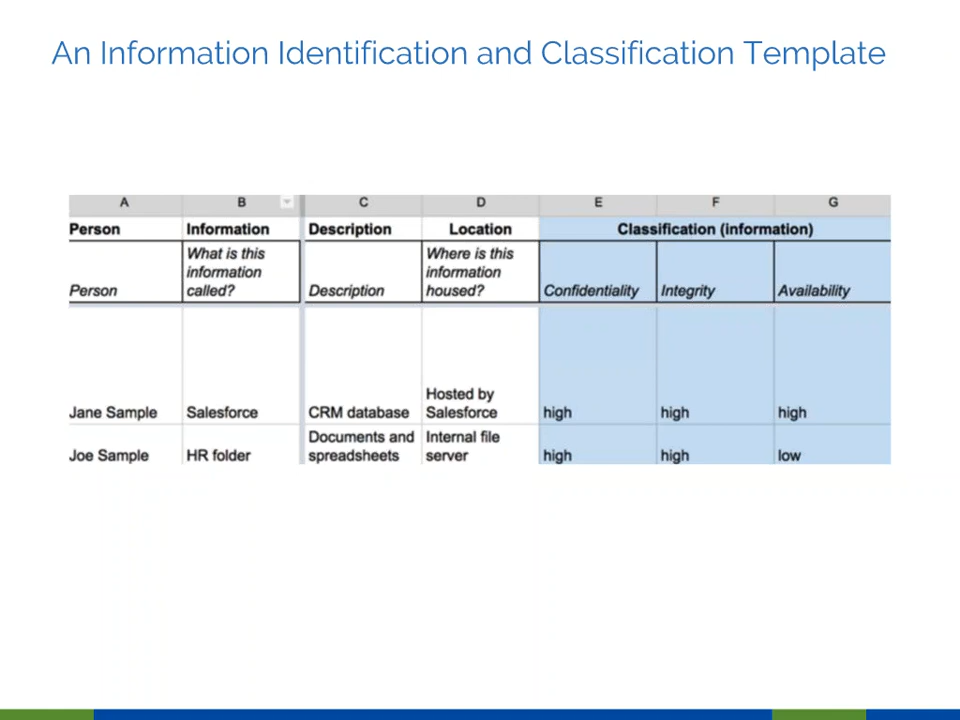 An Information Identification and Classification Template
A B C D E F G
Person Information Description Location Classification (information)
What is this Where is this
information information
Person called? Description housed? Confidentiality Integrity Availability
Hosted by
Jane Sample Salesforce CRM database Salesforce high high high
Documents and Internal file
Joe Sample HR folder spreadsheets server high high low